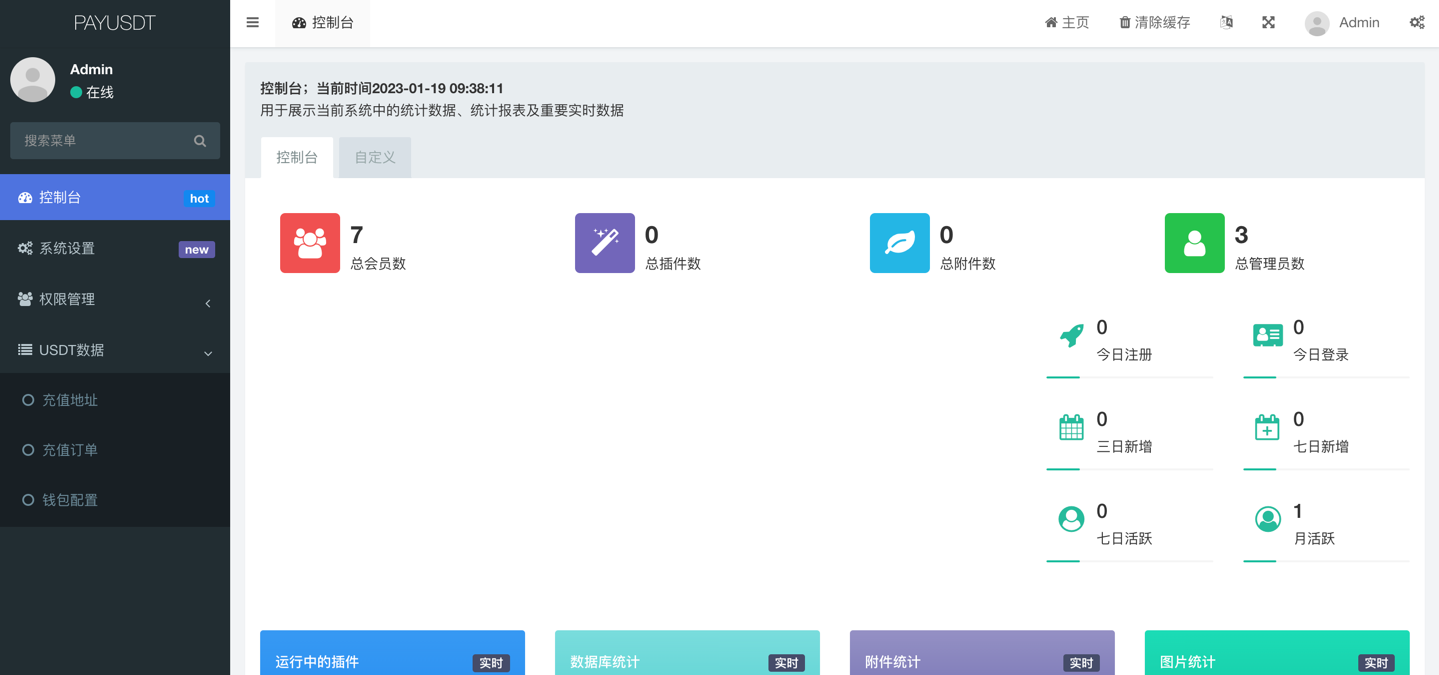 PAYUSDT
控制台
主页
清除缓存
Admin
Admin
在线
搜索菜单
控制台
hot
系统设置
new
权限管理
USDT数据
充值地址
充值订单
钱包配置
控制台；当前时间2023-01-19 09:38:11
用于展示当前系统中的统计数据、统计报表及重要实时数据
控制台
自定义
7
总会员数
0
总插件数
0
总附件数
3
总管理员数
0
今日注册
0
今日登录
0
三日新增
0
七日新增
0
七日活跃
1
月活跃
运行中的插件
实时
数据库统计
实时
附件统计
实时
图片统计
实时